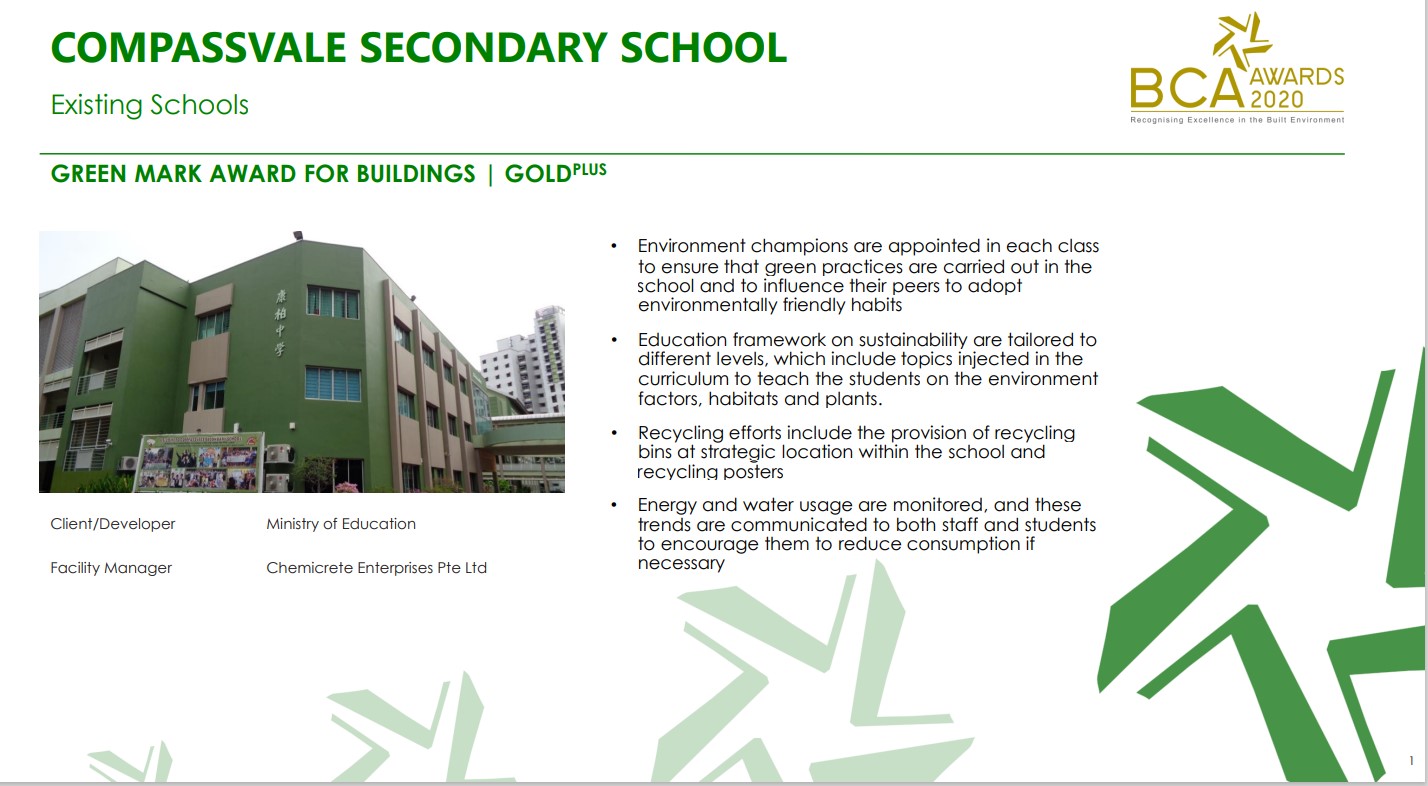 COMPASSVALE SECONDARY SCHOOL
Existing Schools
BCA AWARDS
2020
Recognising Excellence in the Built Environment
GREEN MARK AWARD FOR BUILDINGS | GOLDPLUS
康柏中学
• Environment champions are appointed in each class
to ensure that green practices are carried out in the
school and to influence their peers to adopt
environmentally friendly habits
• Education framework on sustainability are tailored to
different levels, which include topics injected in the
curriculum to teach the students on the environment
factors, habitats and plants.
• Recycling efforts include the provision of recycling
bins at strategic location within the school and
recycling posters
• Energy and water usage are monitored, and these
trends are communicated to both staff and students
to encourage them to reduce consumption if
necessary
Client/Developer Ministry of Education
Facility Manager Chemicrete Enterprises Pte Ltd
1